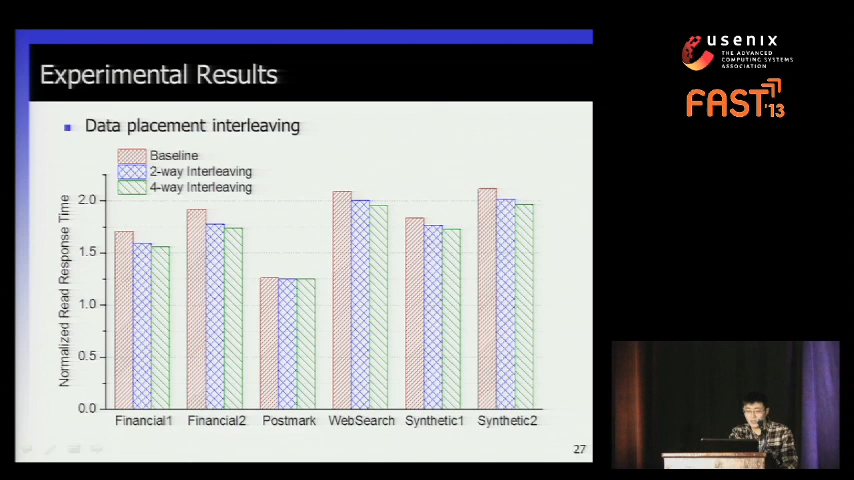 Experimental Results
Data placement interleaving
Baseline
2-way Interleaving
4-way Interleaving
Normalized Read Response Time
2.0
1.5
1.0
0.5
0.0
Financial1
Financial2
Postmark
WebSearch
Synthetic1
Synthetic2
27
usenix
THE ADVANCED
COMPUTING SYSTEMS
ASSOCIATION
FAST'13